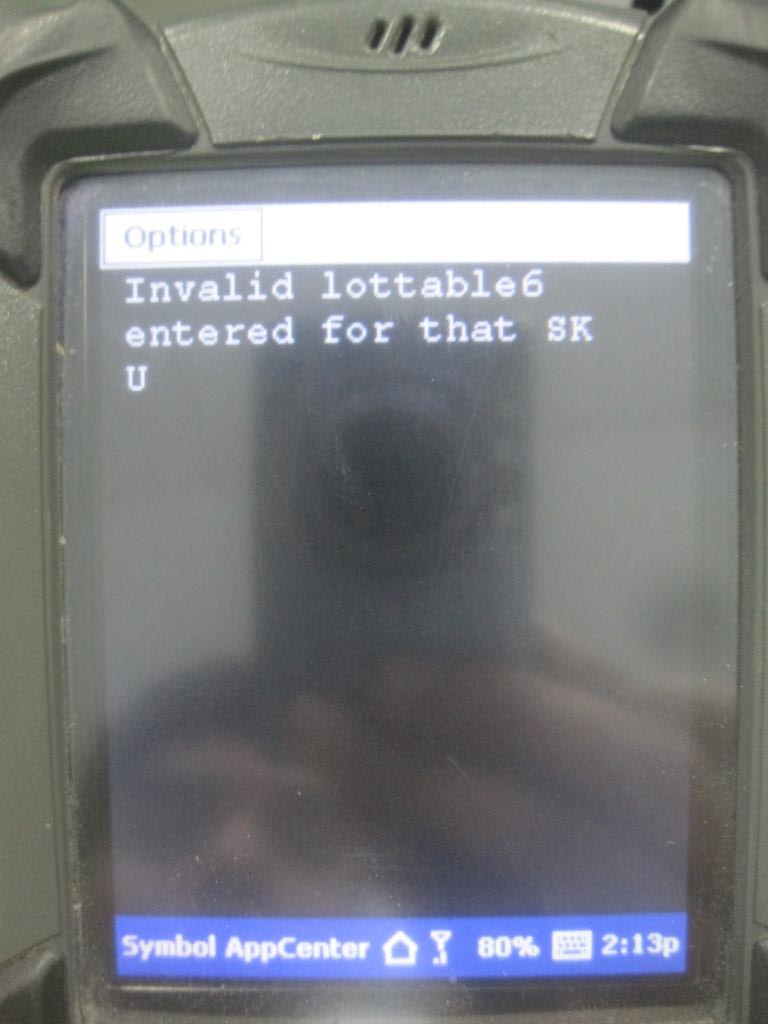 Options
Invalid lottable6
entered for that SK
U
Symbol AppCenter 80% 2:13p